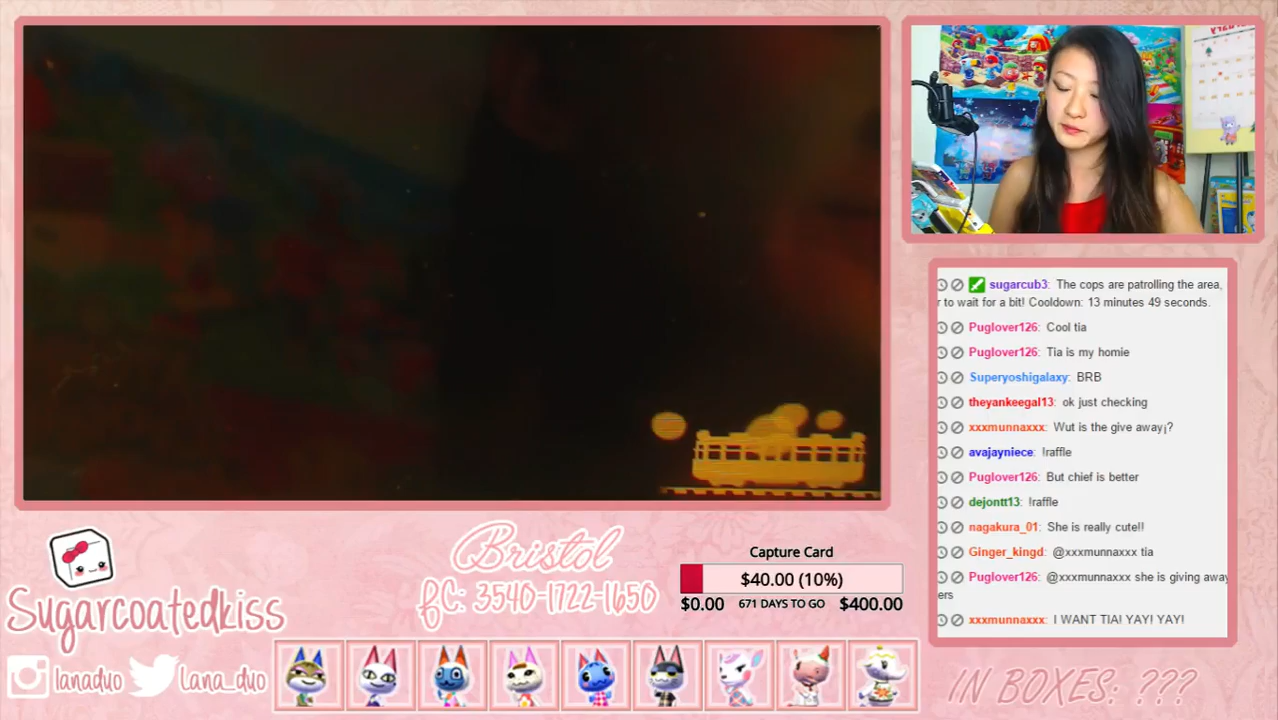 sugarcub3: The cops are patrolling the area,
r to wait for a bit! Cooldown: 13 minutes 49 seconds.
Puglover126: Cool tia
Puglover126: Tia is my homie
Superyoshigalaxy: BRB
theyankeegal13: ok just checking
xxxmunnaxxx: Wut is the give away¡?
avajayniece: !raffle
Puglover126: But chief is better
dejontt13: !raffle
nagakura_01: She is really cute!!
Ginger_kingd: @xxxmunnaxxx tia
Puglover126: @xxxmunnaxxx she is giving away
ers
xxxmunnaxxx: I WANT TIA! YAY! YAY!
Bristol
FC: 3540-1722-1650
Capture Card
$40.00 (10%)
$0.00 671 DAYS TO GO $400.00
Sugarcoatedkiss
lanaduo
Lana_duo
IN BOXES: ???